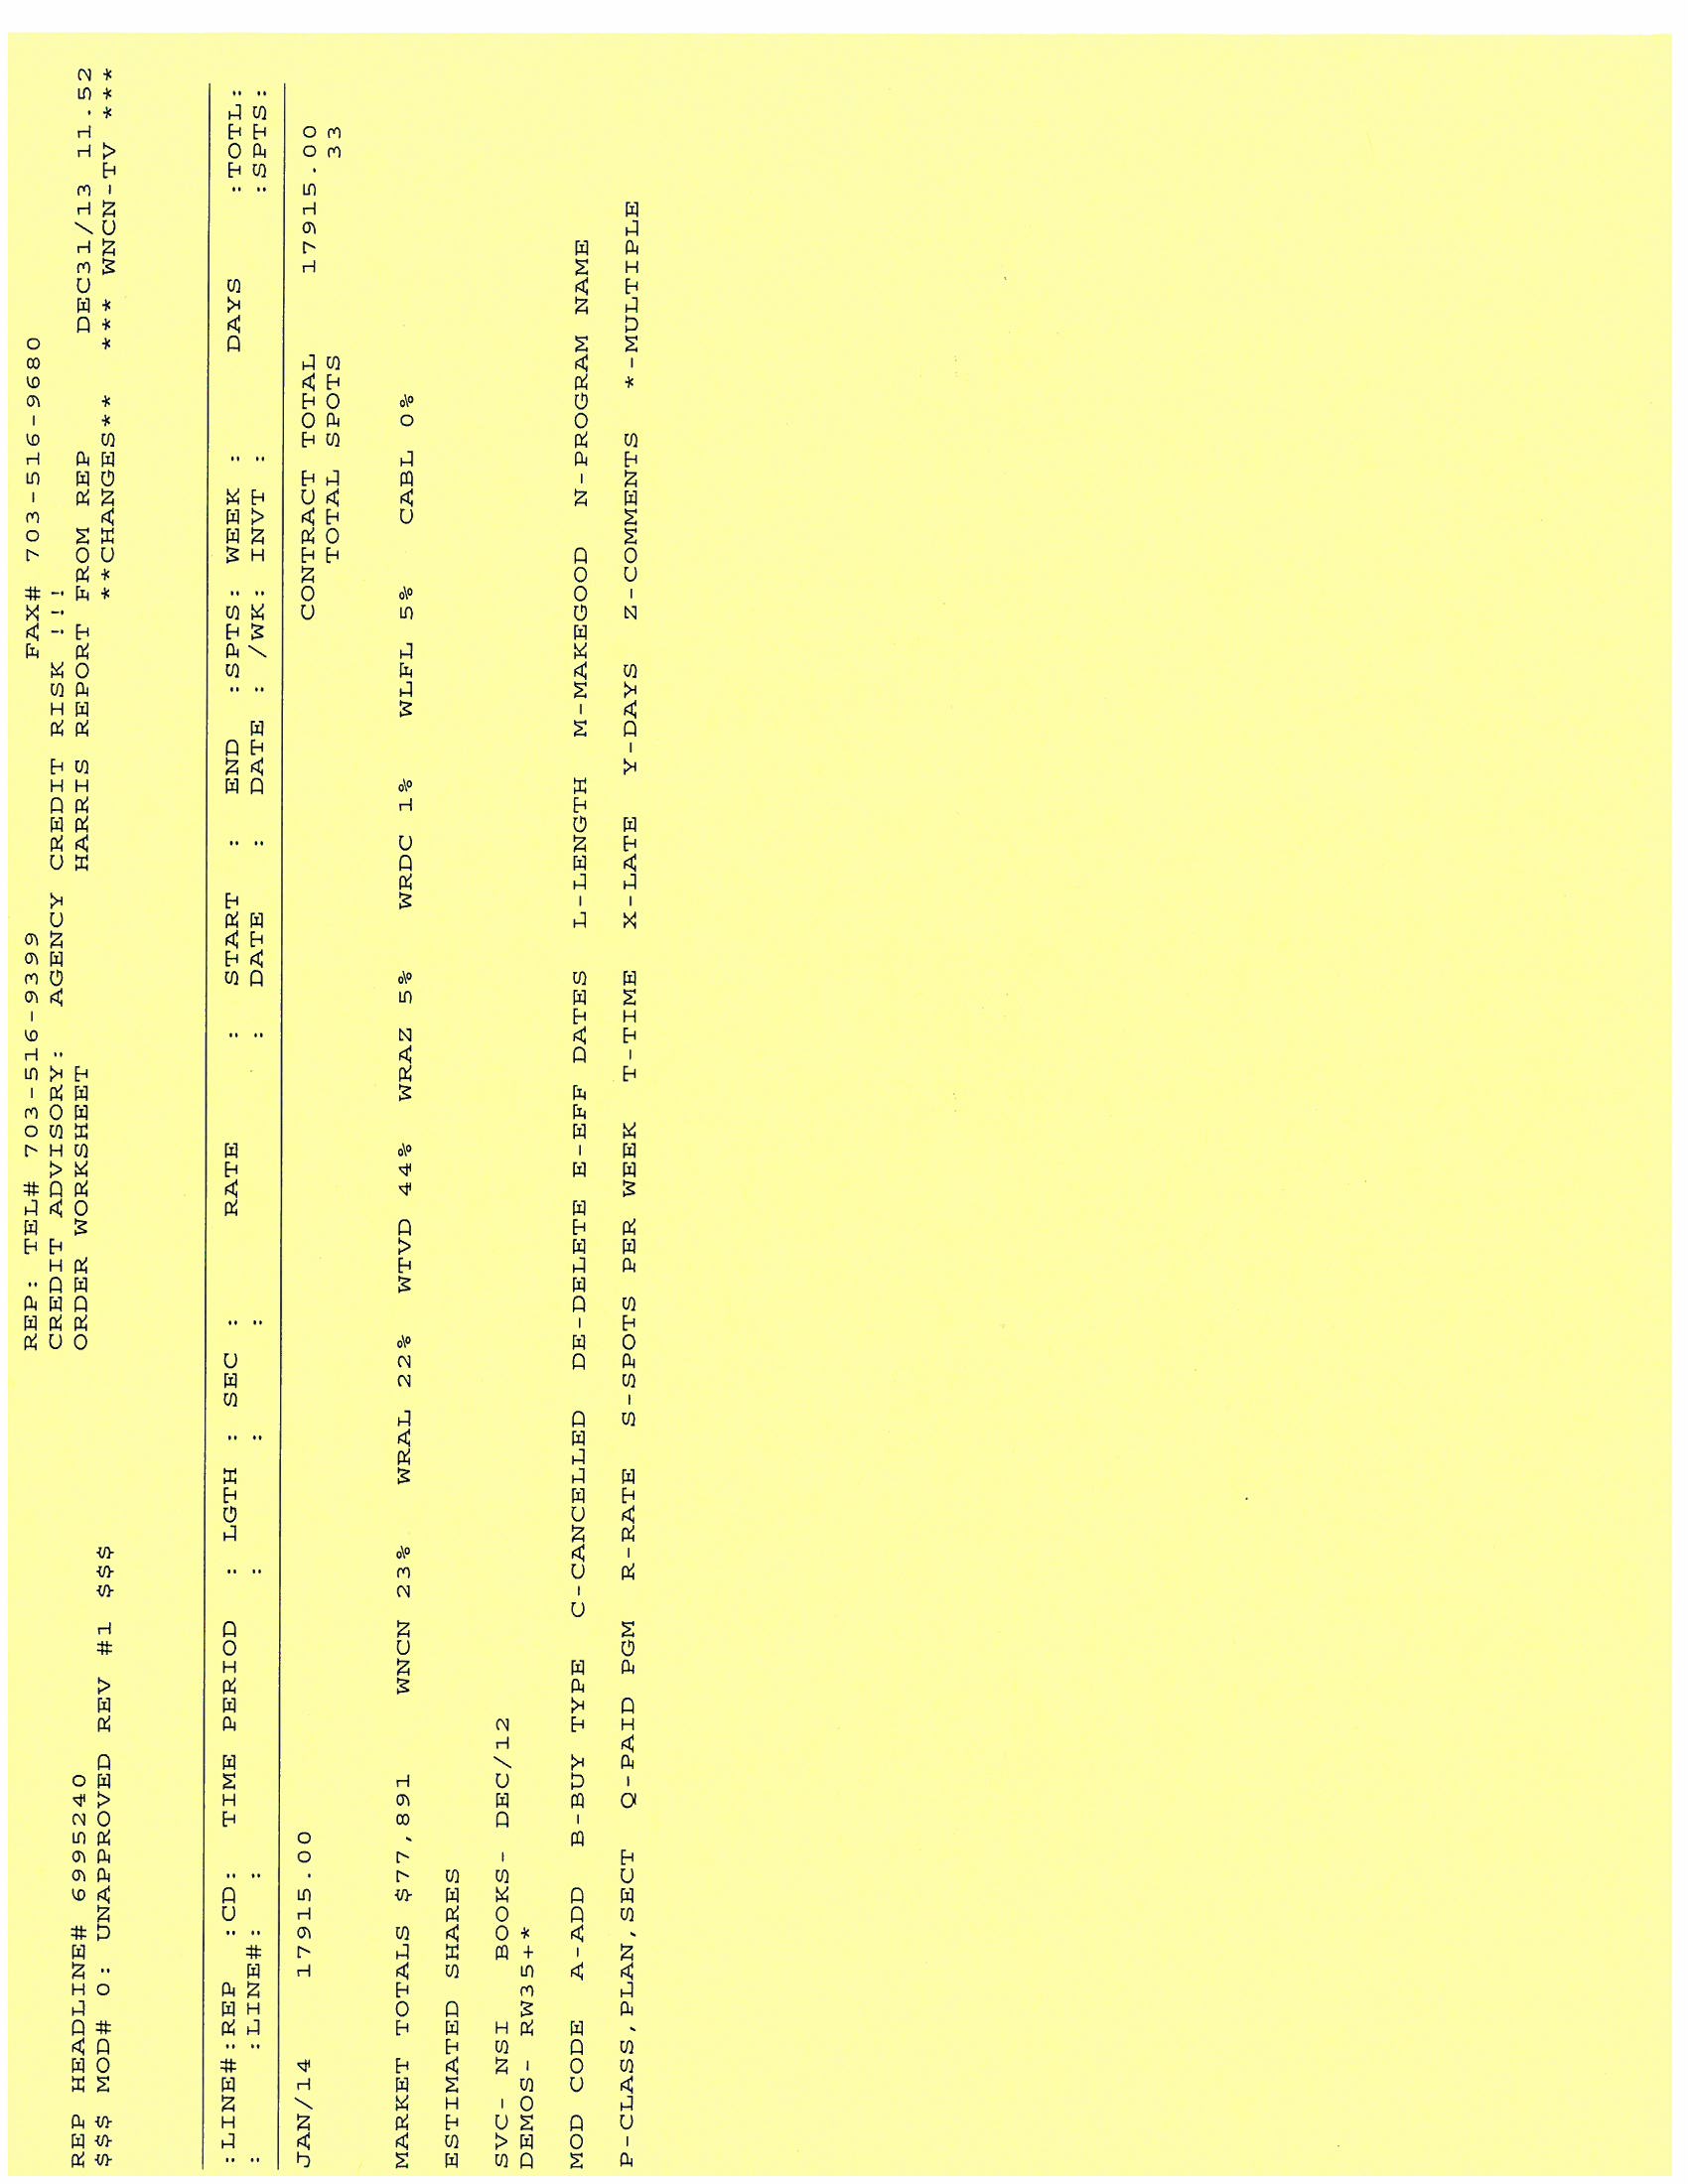 REP: TEL# 703-516-9399 FAX# 703-516-9680
CREDIT ADVISORY: AGENCY CREDIT RISK !!!
REP HEADLINE# 6995240 ORDER WORKSHEET HARRIS REPORT FROM REP DEC31/13 11.52
$$$ MOD# 0: UNAPPROVED REV #1 $$$ **CHANGES** *** WNCN-TV ***
:LINE#:REP :CD: TIME PERIOD : LGTH : SEC : RATE : START : END :SPTS: WEEK : DAYS :TOTL:
: :LINE#: : : : : : DATE : DATE : /WK: INVT : :SPTS:
JAN/14 17915.00 CONTRACT TOTAL 17915.00
TOTAL SPOTS 33
MARKET TOTALS $77,891 WNCN 23% WRAL 22% WTVD 44% WRAZ 5% WRDC 1% WLFL 5% CABL 0%
ESTIMATED SHARES
SVC- NSI BOOKS- DEC/12
DEMOS- RW35+*
MOD CODE A-ADD B-BUY TYPE C-CANCELLED DE-DELETE E-EFF DATES L-LENGTH M-MAKEGOOD N-PROGRAM NAME
P-CLASS,PLAN,SECT Q-PAID PGM R-RATE S-SPOTS PER WEEK T-TIME X-LATE Y-DAYS Z-COMMENTS *-MULTIPLE